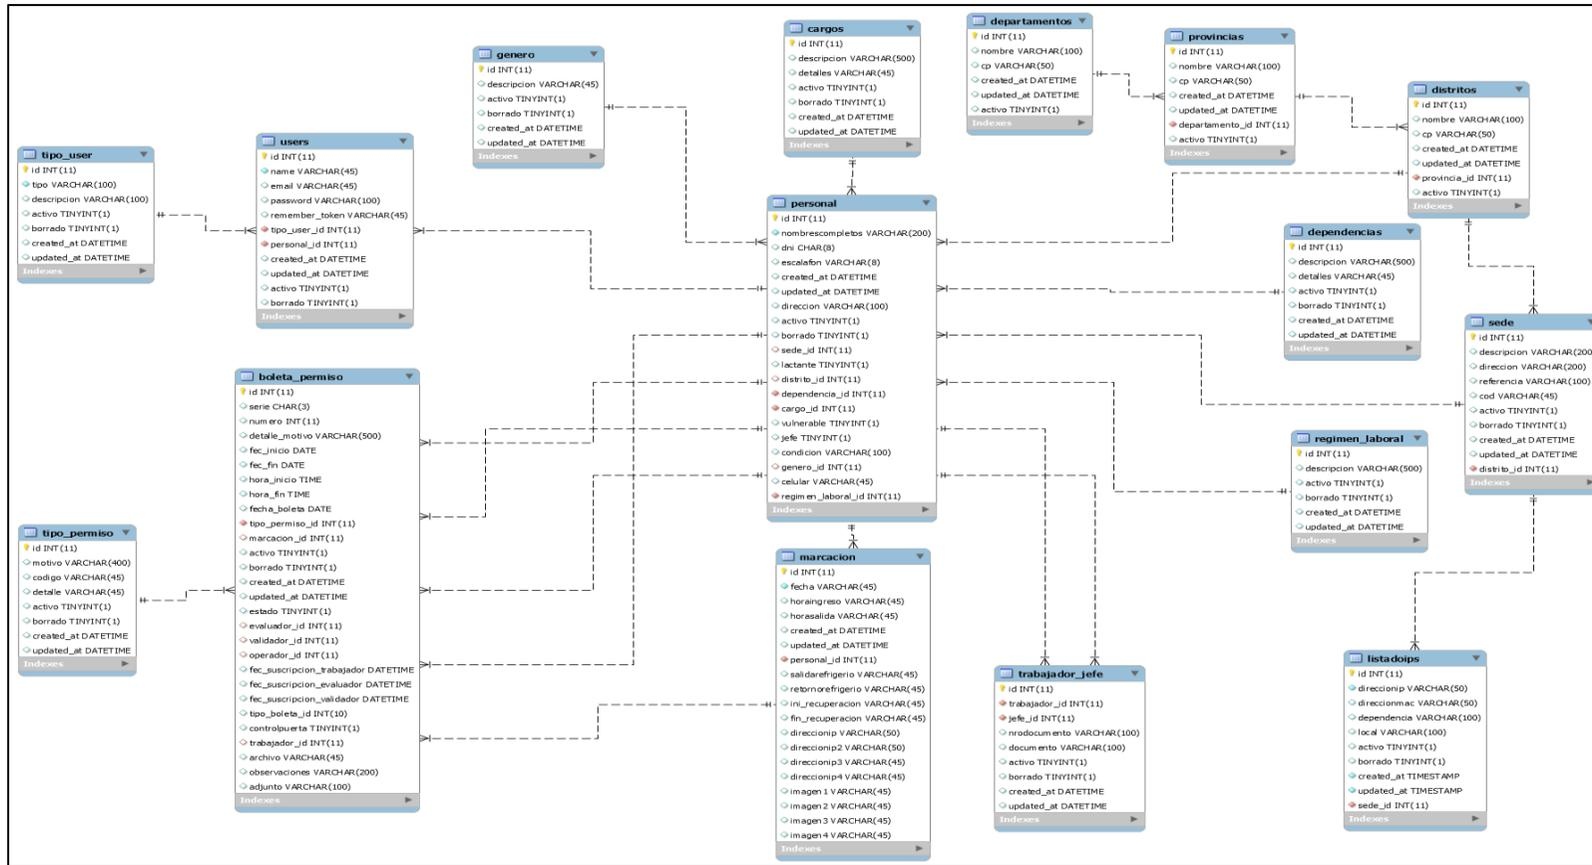 tipo_user
id INT(11)
tipo VARCHAR(100)
descripcion VARCHAR(100)
activo TINYINT(1)
borrado TINYINT(1)
created_at DATETIME
updated_at DATETIME
Indexes
users
id INT(11)
name VARCHAR(45)
email VARCHAR(45)
password VARCHAR(100)
remember_token VARCHAR(45)
tipo_user_id INT(11)
personal_id INT(11)
created_at DATETIME
updated_at DATETIME
activo TINYINT(1)
borrado TINYINT(1)
Indexes
genero
id INT(11)
descripcion VARCHAR(45)
activo TINYINT(1)
borrado TINYINT(1)
created_at DATETIME
updated_at DATETIME
Indexes
cargos
id INT(11)
descripcion VARCHAR(500)
detalles VARCHAR(45)
activo TINYINT(1)
borrado TINYINT(1)
created_at DATETIME
updated_at DATETIME
Indexes
departamentos
id INT(11)
nombre VARCHAR(100)
cp VARCHAR(50)
created_at DATETIME
updated_at DATETIME
activo TINYINT(1)
Indexes
provincias
id INT(11)
nombre VARCHAR(100)
cp VARCHAR(50)
created_at DATETIME
updated_at DATETIME
departamento_id INT(11)
activo TINYINT(1)
Indexes
distritos
id INT(11)
nombre VARCHAR(100)
cp VARCHAR(50)
created_at DATETIME
updated_at DATETIME
provincia_id INT(11)
activo TINYINT(1)
Indexes
personal
id INT(11)
nombrescompletos VARCHAR(200)
dni CHAR(8)
escalafon VARCHAR(8)
created_at DATETIME
updated_at DATETIME
direccion VARCHAR(100)
activo TINYINT(1)
borrado TINYINT(1)
sede_id INT(11)
lactante TINYINT(1)
distrito_id INT(11)
dependencia_id INT(11)
cargo_id INT(11)
vulnerable TINYINT(1)
jefe TINYINT(1)
condicion VARCHAR(100)
genero_id INT(11)
celular VARCHAR(45)
regimen_laboral_id INT(11)
Indexes
dependencias
id INT(11)
descripcion VARCHAR(500)
detalles VARCHAR(45)
activo TINYINT(1)
borrado TINYINT(1)
created_at DATETIME
updated_at DATETIME
Indexes
sede
id INT(11)
descripcion VARCHAR(200
direccion VARCHAR(200)
referencia VARCHAR(100)
cod VARCHAR(45)
activo TINYINT(1)
borrado TINYINT(1)
created_at DATETIME
updated_at DATETIME
distrito_id INT(11)
Indexes
boleta_permiso
id INT(11)
serie CHAR(3)
numero INT(11)
detalle_motivo VARCHAR(500)
fec_inicio DATE
fec_fin DATE
hora_inicio TIME
hora_fin TIME
fecha_boleta DATE
tipo_permiso_id INT(11)
marcacion_id INT(11)
activo TINYINT(1)
borrado TINYINT(1)
created_at DATETIME
updated_at DATETIME
estado TINYINT(1)
evaluador_id INT(11)
validador_id INT(11)
operador_id INT(11)
fec_suscripcion_trabajador DATETIME
fec_suscripcion_evaluador DATETIME
fec_suscripcion_validador DATETIME
tipo_boleta_id INT(10)
controlpuerta TINYINT(1)
trabajador_id INT(11)
archivo VARCHAR(45)
observaciones VARCHAR(200)
adjunto VARCHAR(100)
Indexes
regimen_laboral
id INT(11)
descripcion VARCHAR(500)
activo TINYINT(1)
borrado TINYINT(1)
created_at DATETIME
updated_at DATETIME
Indexes
tipo_permiso
id INT(11)
motivo VARCHAR(400)
codigo VARCHAR(45)
detalle VARCHAR(45)
activo TINYINT(1)
borrado TINYINT(1)
created_at DATETIME
updated_at DATETIME
Indexes
marcacion
id INT(11)
fecha VARCHAR(45)
horaingreso VARCHAR(45)
horasalida VARCHAR(45)
created_at DATETIME
updated_at DATETIME
personal_id INT(11)
salidarefrigerio VARCHAR(45)
retornorefrigerio VARCHAR(45)
ini_recuperacion VARCHAR(45)
fin_recuperacion VARCHAR(45)
direccionip VARCHAR(50)
direccionip2 VARCHAR(50)
direccionip3 VARCHAR(45)
direccionip4 VARCHAR(45)
imagen1 VARCHAR(45)
imagen2 VARCHAR(45)
imagen3 VARCHAR(45)
imagen4 VARCHAR(45)
Indexes
trabajador_jefe
id INT(11)
trabajador_id INT(11)
jefe_id INT(11)
nrodocumento VARCHAR(100)
documento VARCHAR(100)
activo TINYINT(1)
borrado TINYINT(1)
created_at DATETIME
updated_at DATETIME
Indexes
listadoips
id INT(11)
direccionip VARCHAR(50)
direccionmac VARCHAR(50)
dependencia VARCHAR(100)
local VARCHAR(100)
activo TINYINT(1)
borrado TINYINT(1)
created_at TIMESTAMP
updated_at TIMESTAMP
sede_id INT(11)
Indexes